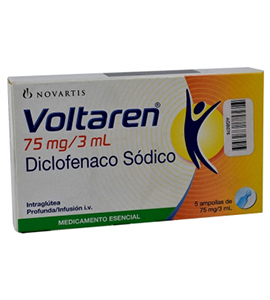 NOVARTIS
Voltaren®
75 mg/3 mL
Diclofenaco Sódico
Intraglútea
Profunda/Infusión i.v.
5 ampollas de
75 mg/3 mL
MEDICAMENTO ESENCIAL